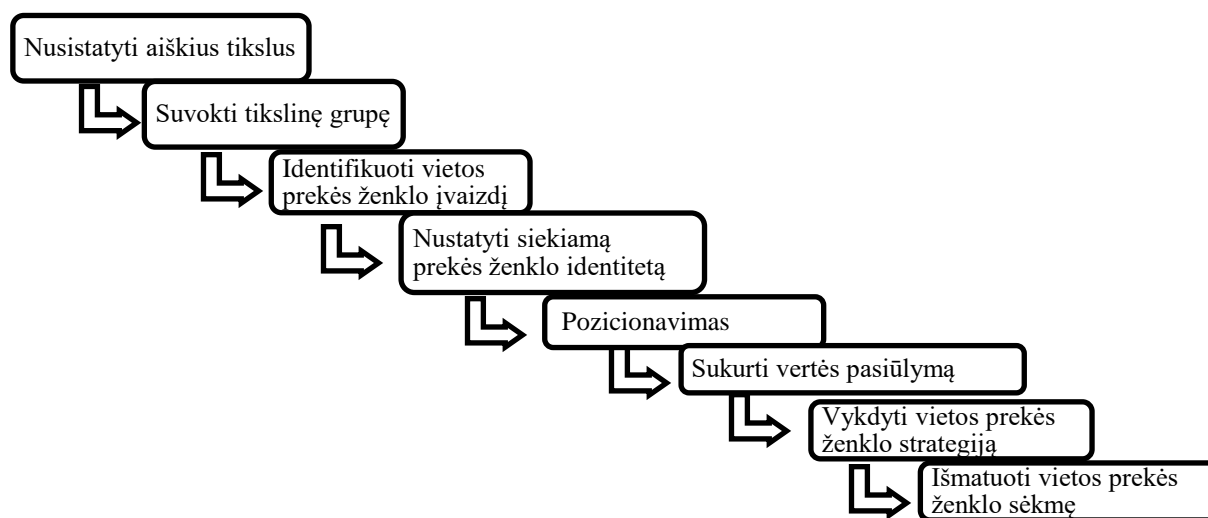 Nusistatyti aiškius tikslus
Suvokti tikslinę grupę
Identifikuoti vietos
prekės ženklo įvaizdį
Nustatyti siekiamą
prekės ženklo identitetą
Pozicionavimas
Sukurti vertės pasiūlymą
Vykdyti vietos prekės
ženklo strategiją
Išmatuoti vietos prekės
ženklo sėkmę